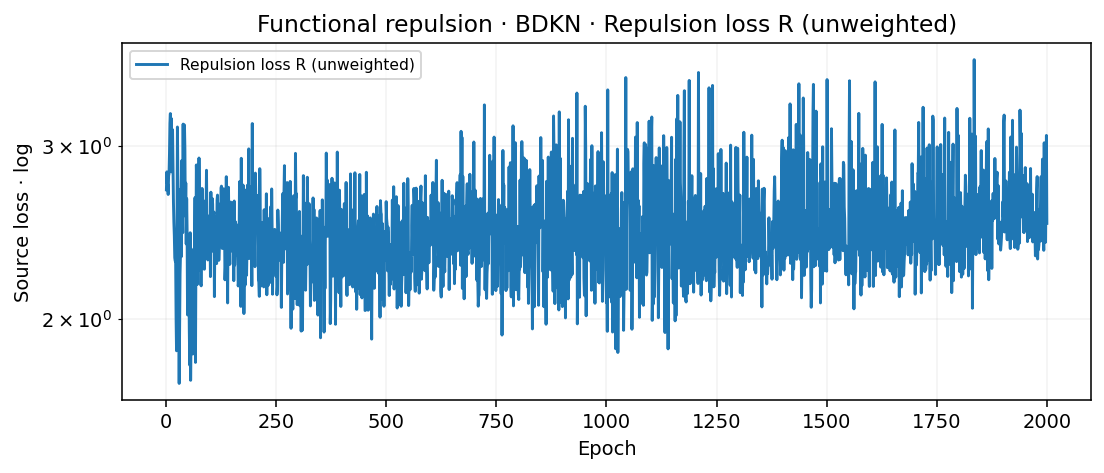 Functional repulsion · BDKN · Repulsion loss R (unweighted)
Repulsion loss R (unweighted)
Source loss · log
3 × 10⁰
2 × 10⁰
0 250 500 750 1000 1250 1500 1750 2000
Epoch